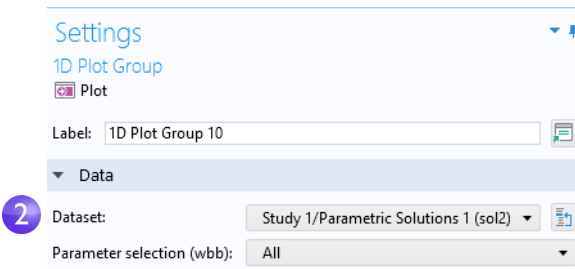 Settings
1D Plot Group
Plot
Label: 1D Plot Group 10
Data
2 Dataset: Study 1/Parametric Solutions 1 (sol2)
Parameter selection (wbb): All